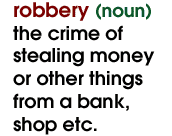 robbery (noun)
the crime of
stealing money
or other things
from a bank,
shop etc.